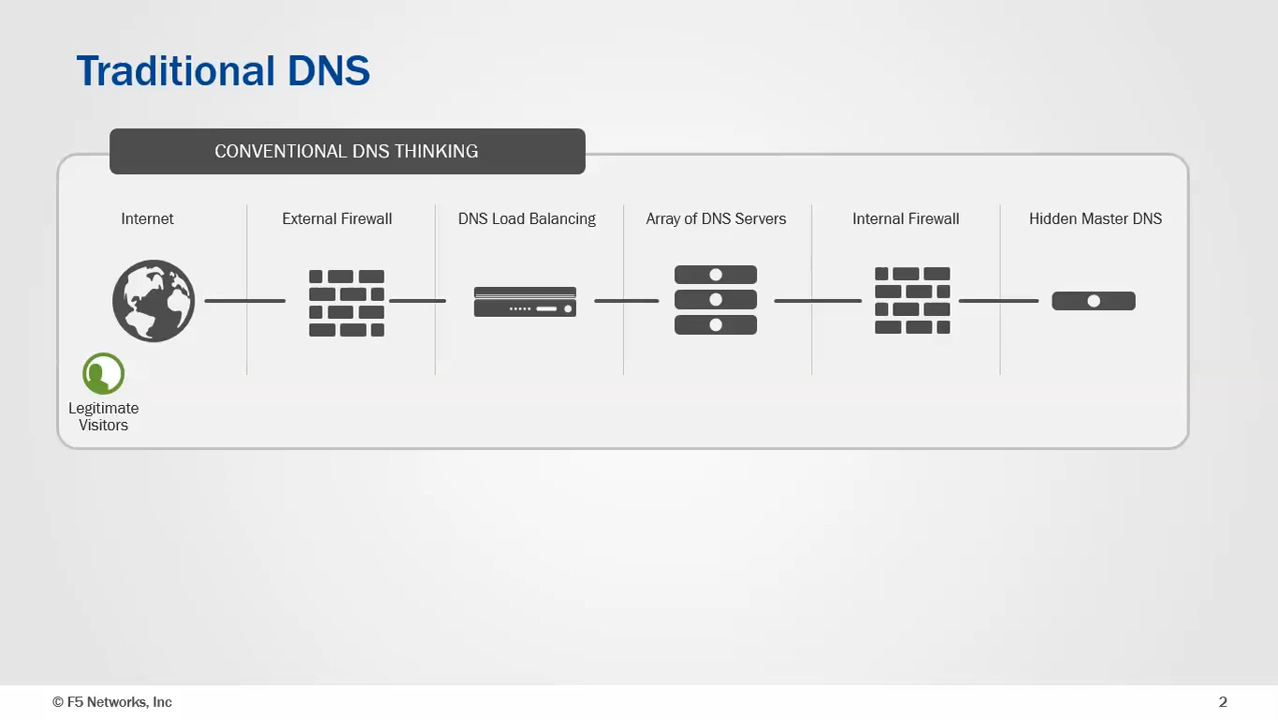 Traditional DNS
CONVENTIONAL DNS THINKING
Internet
External Firewall
DNS Load Balancing
Array of DNS Servers
Internal Firewall
Hidden Master DNS
Legitimate
Visitors
© F5 Networks, Inc
2